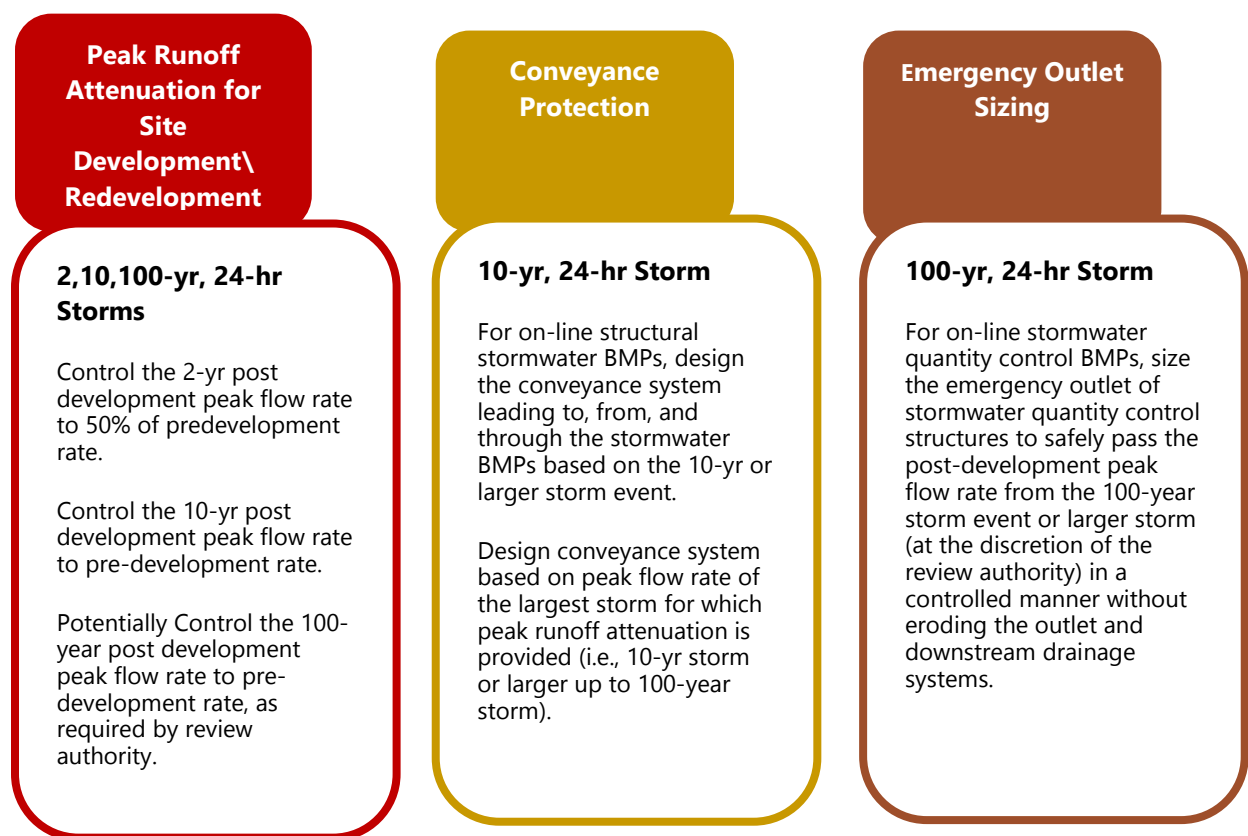 Peak Runoff
Attenuation for
Site
Development\
Redevelopment
2,10,100-yr, 24-hr
Storms
Control the 2-yr post
development peak flow rate
to 50% of predevelopment
rate.
Control the 10-yr post
development peak flow rate
to pre-development rate.
Potentially Control the 100-
year post development
peak flow rate to pre-
development rate, as
required by review
authority.
Conveyance
Protection
10-yr, 24-hr Storm
For on-line structural
stormwater BMPs, design
the conveyance system
leading to, from, and
through the stormwater
BMPs based on the 10-yr or
larger storm event.
Design conveyance system
based on peak flow rate of
the largest storm for which
peak runoff attenuation is
provided (i.e., 10-yr storm
or larger up to 100-year
storm).
Emergency Outlet
Sizing
100-yr, 24-hr Storm
For on-line stormwater
quantity control BMPs, size
the emergency outlet of
stormwater quantity control
structures to safely pass the
post-development peak
flow rate from the 100-year
storm event or larger storm
(at the discretion of the
review authority) in a
controlled manner without
eroding the outlet and
downstream drainage
systems.